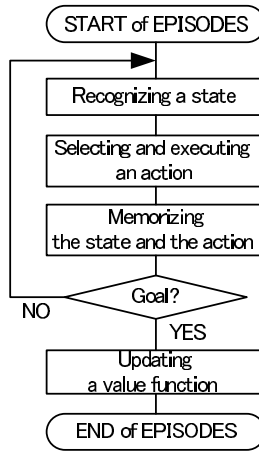 START of EPISODES
Recognizing a state
Selecting and executing
an action
Memorizing
the state and the action
Goal?
NO
YES
Updating
a value function
END of EPISODES